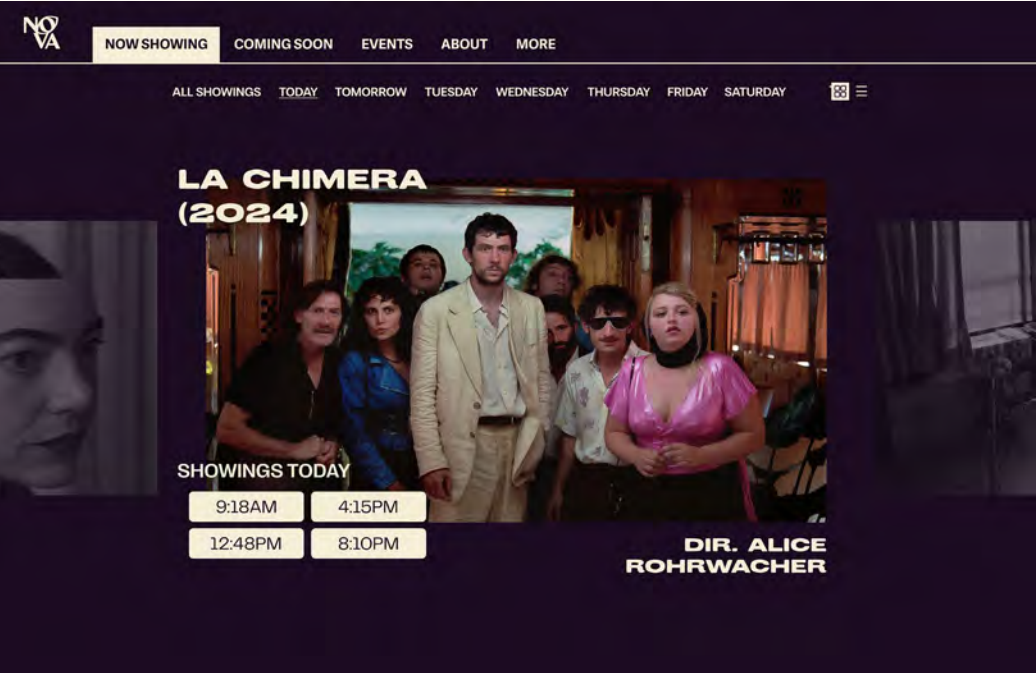 NO
VA
NOW SHOWING COMING SOON EVENTS ABOUT MORE
ALL SHOWINGS TODAY TOMORROW TUESDAY WEDNESDAY THURSDAY FRIDAY SATURDAY
LA CHIMERA
(2024)
SHOWINGS TODAY
9:18AM 4:15PM
12:48PM 8:10PM
DIR. ALICE
ROHRWACHER